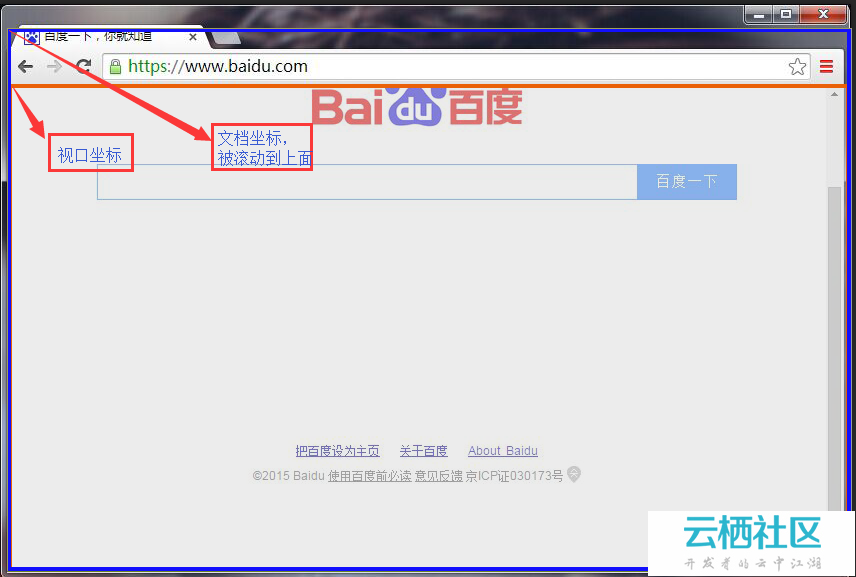 百度一下，你就知道
https://www.baidu.com
Bai du 百度
文档坐标，
被滚动到上面
视口坐标
百度一下
把百度设为主页 关于百度 About Baidu
©2015 Baidu 使用百度前必读 意见反馈 京ICP证030173号
云栖社区
开发者的云中江湖